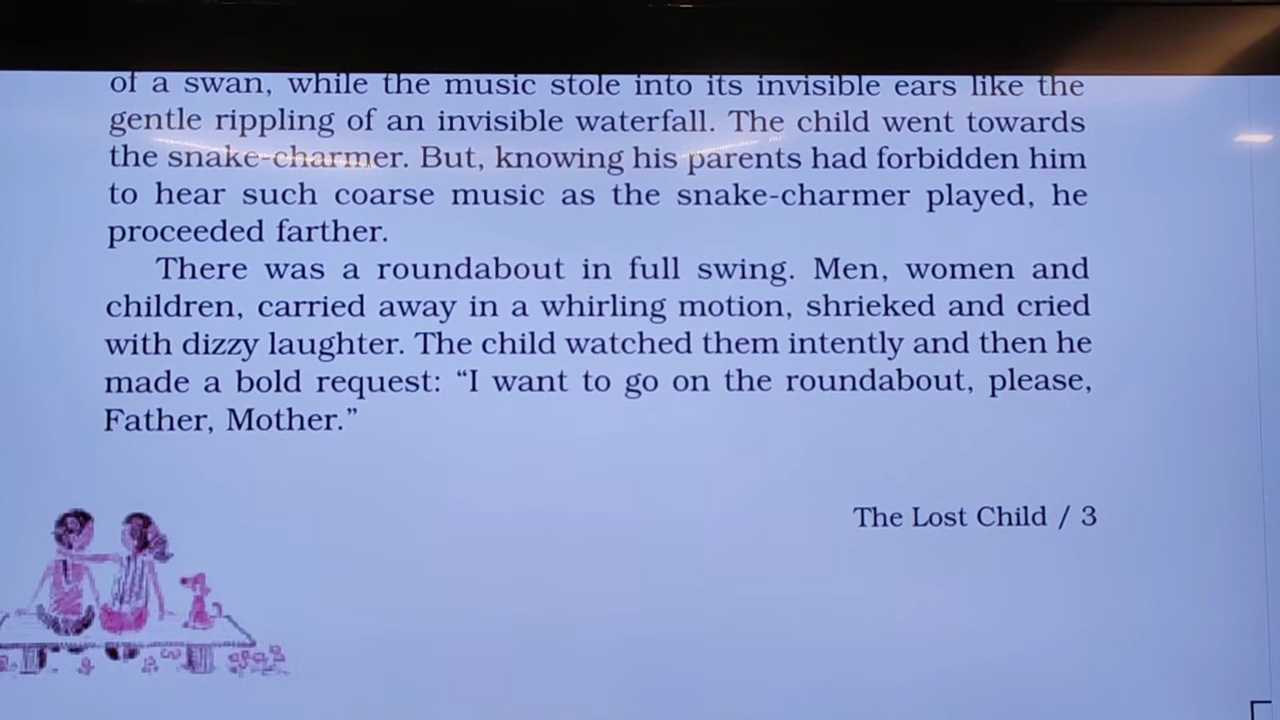 of a swan, while the music stole into its invisible ears like the
gentle rippling of an invisible waterfall. The child went towards
the snake-charmer. But, knowing his parents had forbidden him
to hear such coarse music as the snake-charmer played, he
proceeded farther.
There was a roundabout in full swing. Men, women and
children, carried away in a whirling motion, shrieked and cried
with dizzy laughter. The child watched them intently and then he
made a bold request: “I want to go on the roundabout, please,
Father, Mother.”
The Lost Child / 3